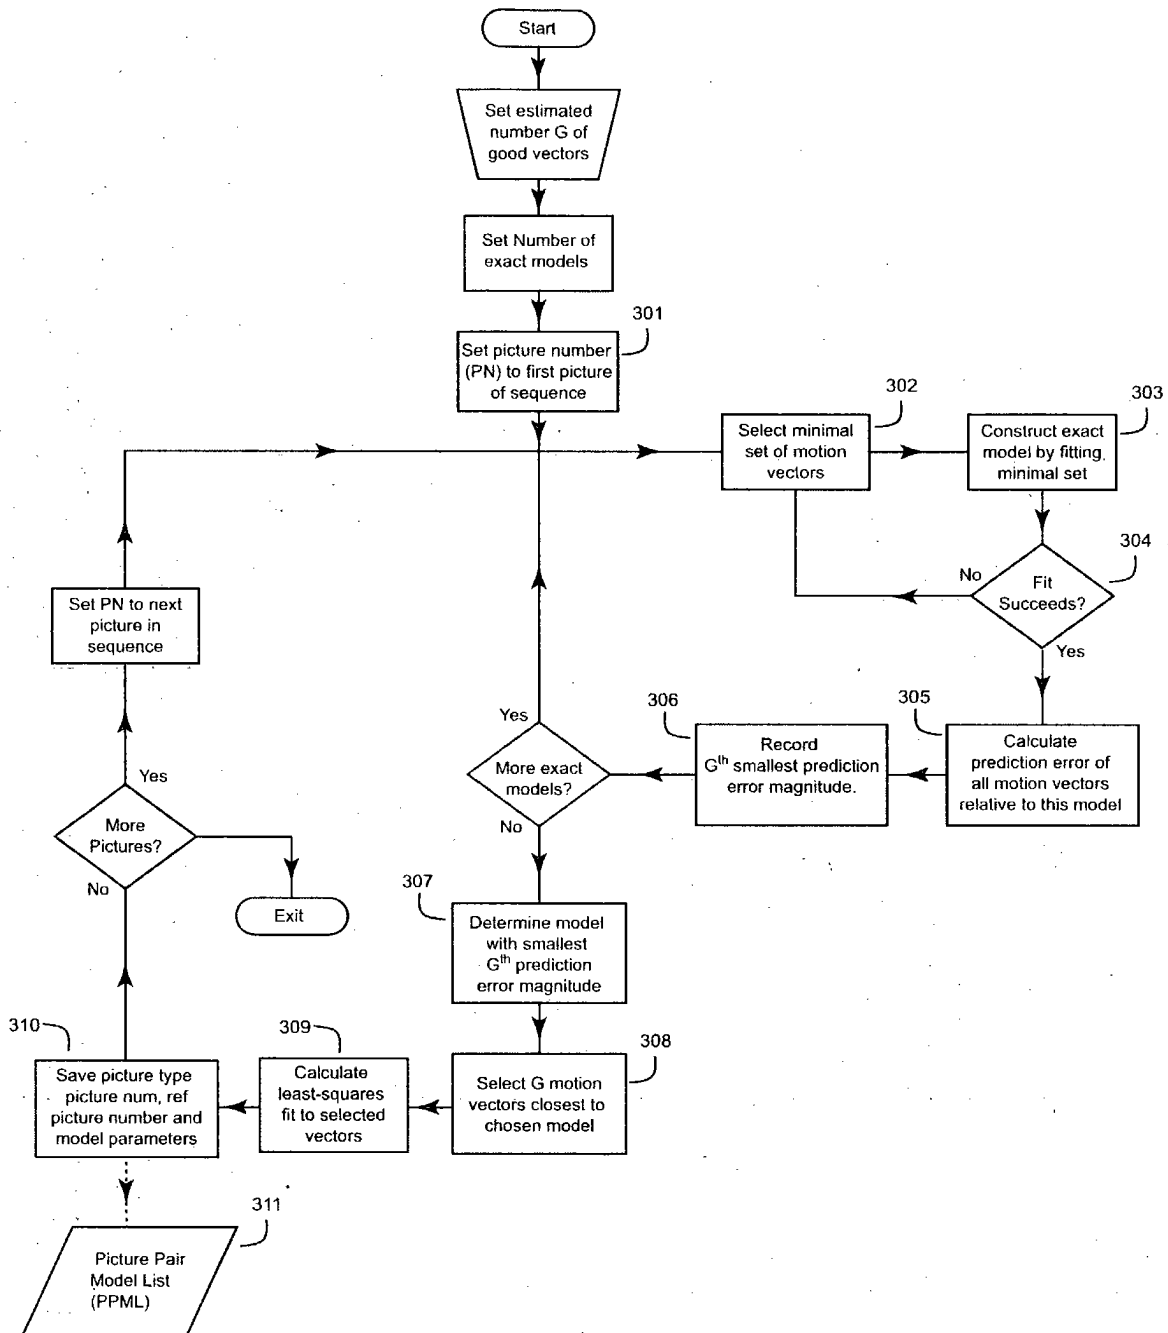 Start
Set estimated
number G of
good vectors
Set Number of
exact models
301
Set picture number
(PN) to first picture
of sequence
302
Select minimal
set of motion
vectors
303
Construct exact
model by fitting
minimal set
304
Fit
Succeeds?
No
Yes
305
Calculate
prediction error of
all motion vectors
relative to this model
306
Record
Gth smallest prediction
error magnitude.
Yes
More exact
models?
No
307
Determine model
with smallest
Gth prediction
error magnitude
308
Select G motion
vectors closest to
chosen model
309
Calculate
least-squares
fit to selected
vectors
310
Save picture type
picture num, ref
picture number and
model parameters
311
Picture Pair
Model List
(PPML)
No
More
Pictures?
Yes
Exit
Set PN to next
picture in
sequence